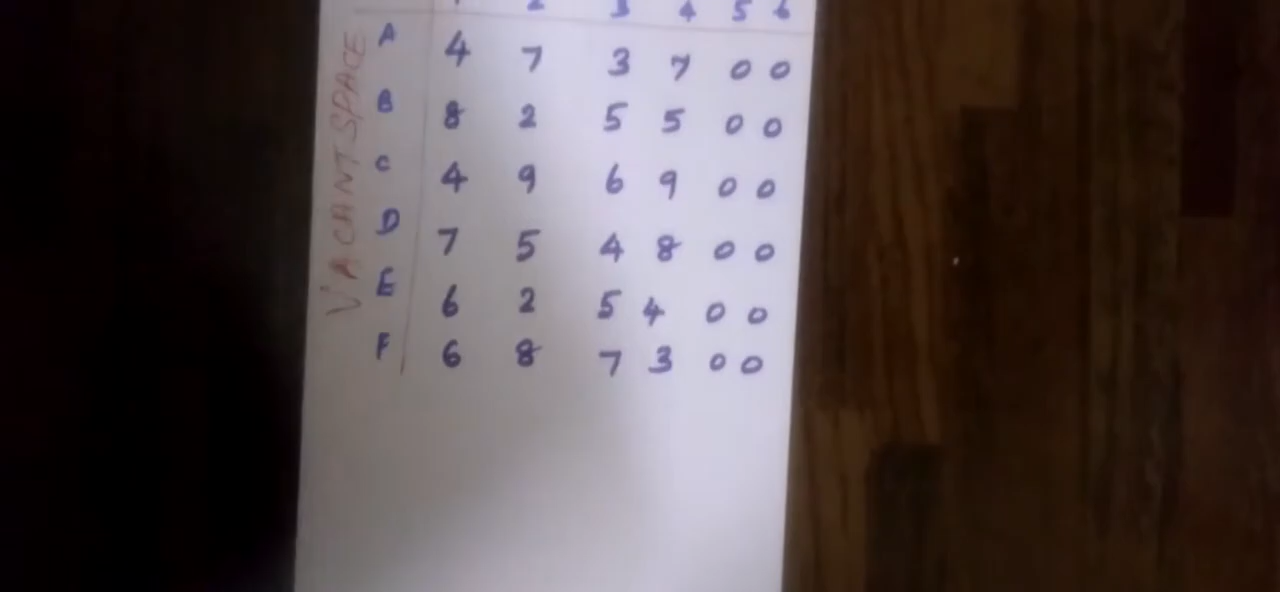 1 2 3 4 5 6
VACANT SPACE
A 4 7 3 7 0 0
B 8 2 5 5 0 0
C 4 9 6 9 0 0
D 7 5 4 8 0 0
E 6 2 5 4 0 0
F 6 8 7 3 0 0